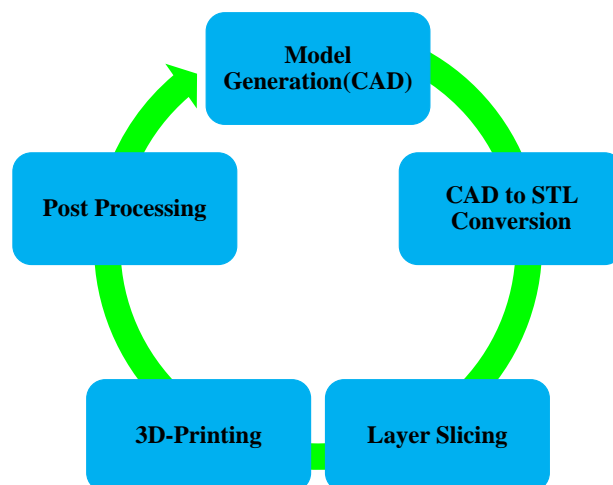 Model
Generation(CAD)
CAD to STL
Conversion
Layer Slicing
3D-Printing
Post Processing